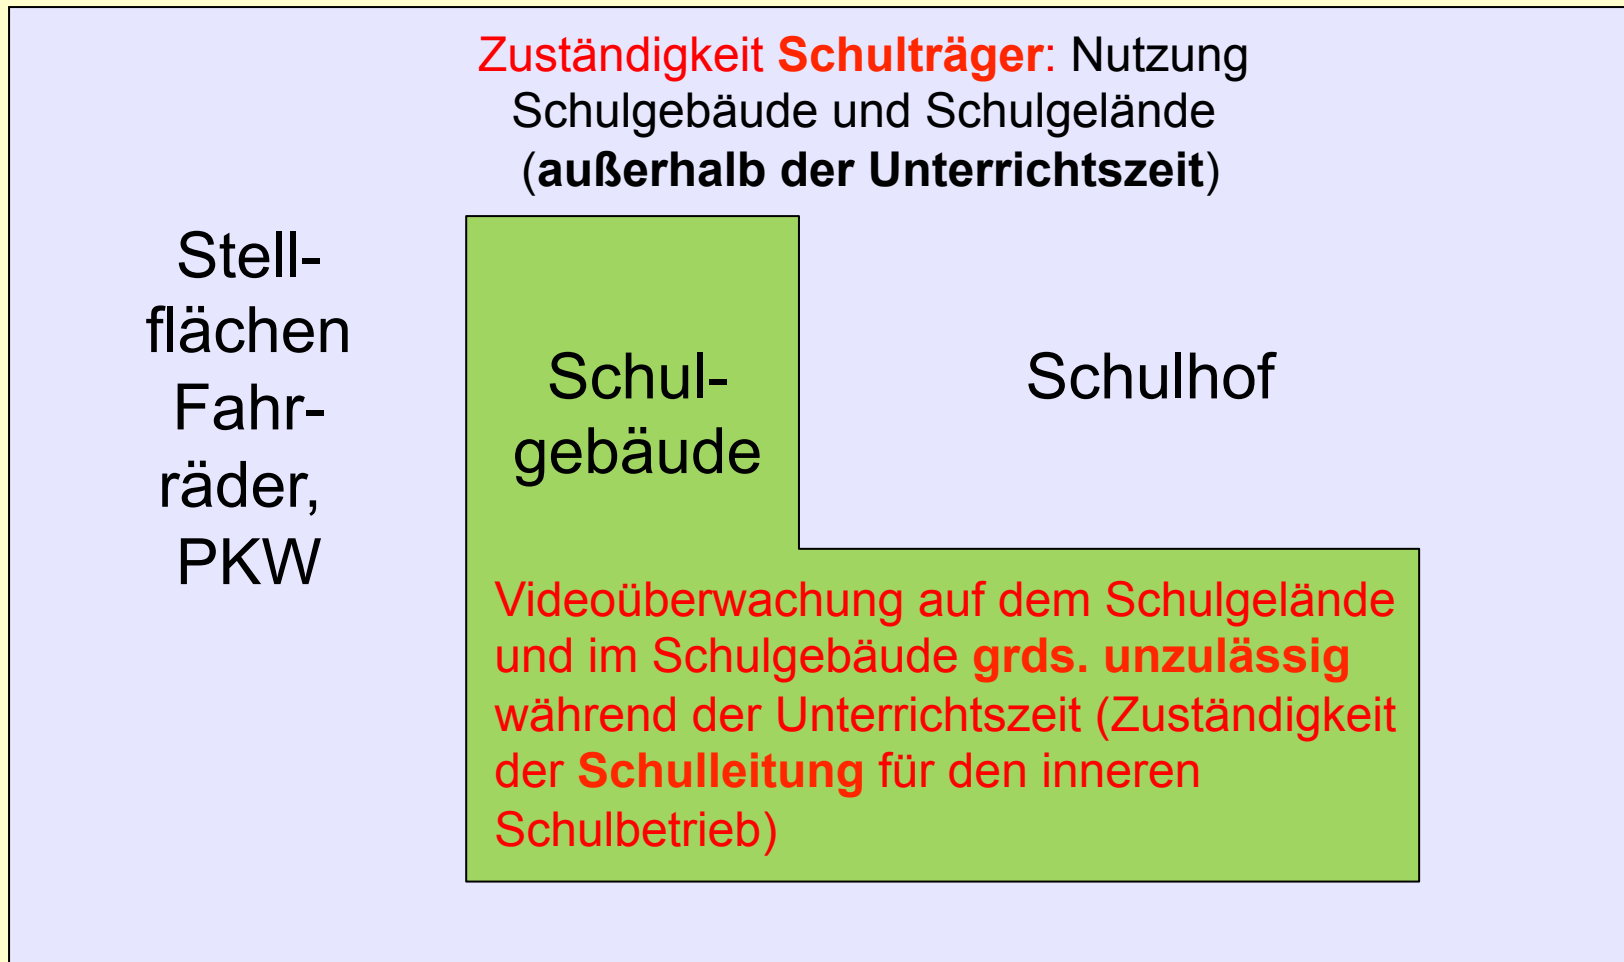 Zuständigkeit Schulträger: Nutzung
Schulgebäude und Schulgelände
(außerhalb der Unterrichtszeit)
Stell-
flächen
Fahr-
räder,
PKW
Schul-
gebäude
Schulhof
Videoüberwachung auf dem Schulgelände
und im Schulgebäude grds. unzulässig
während der Unterrichtszeit (Zuständigkeit
der Schulleitung für den inneren
Schulbetrieb)